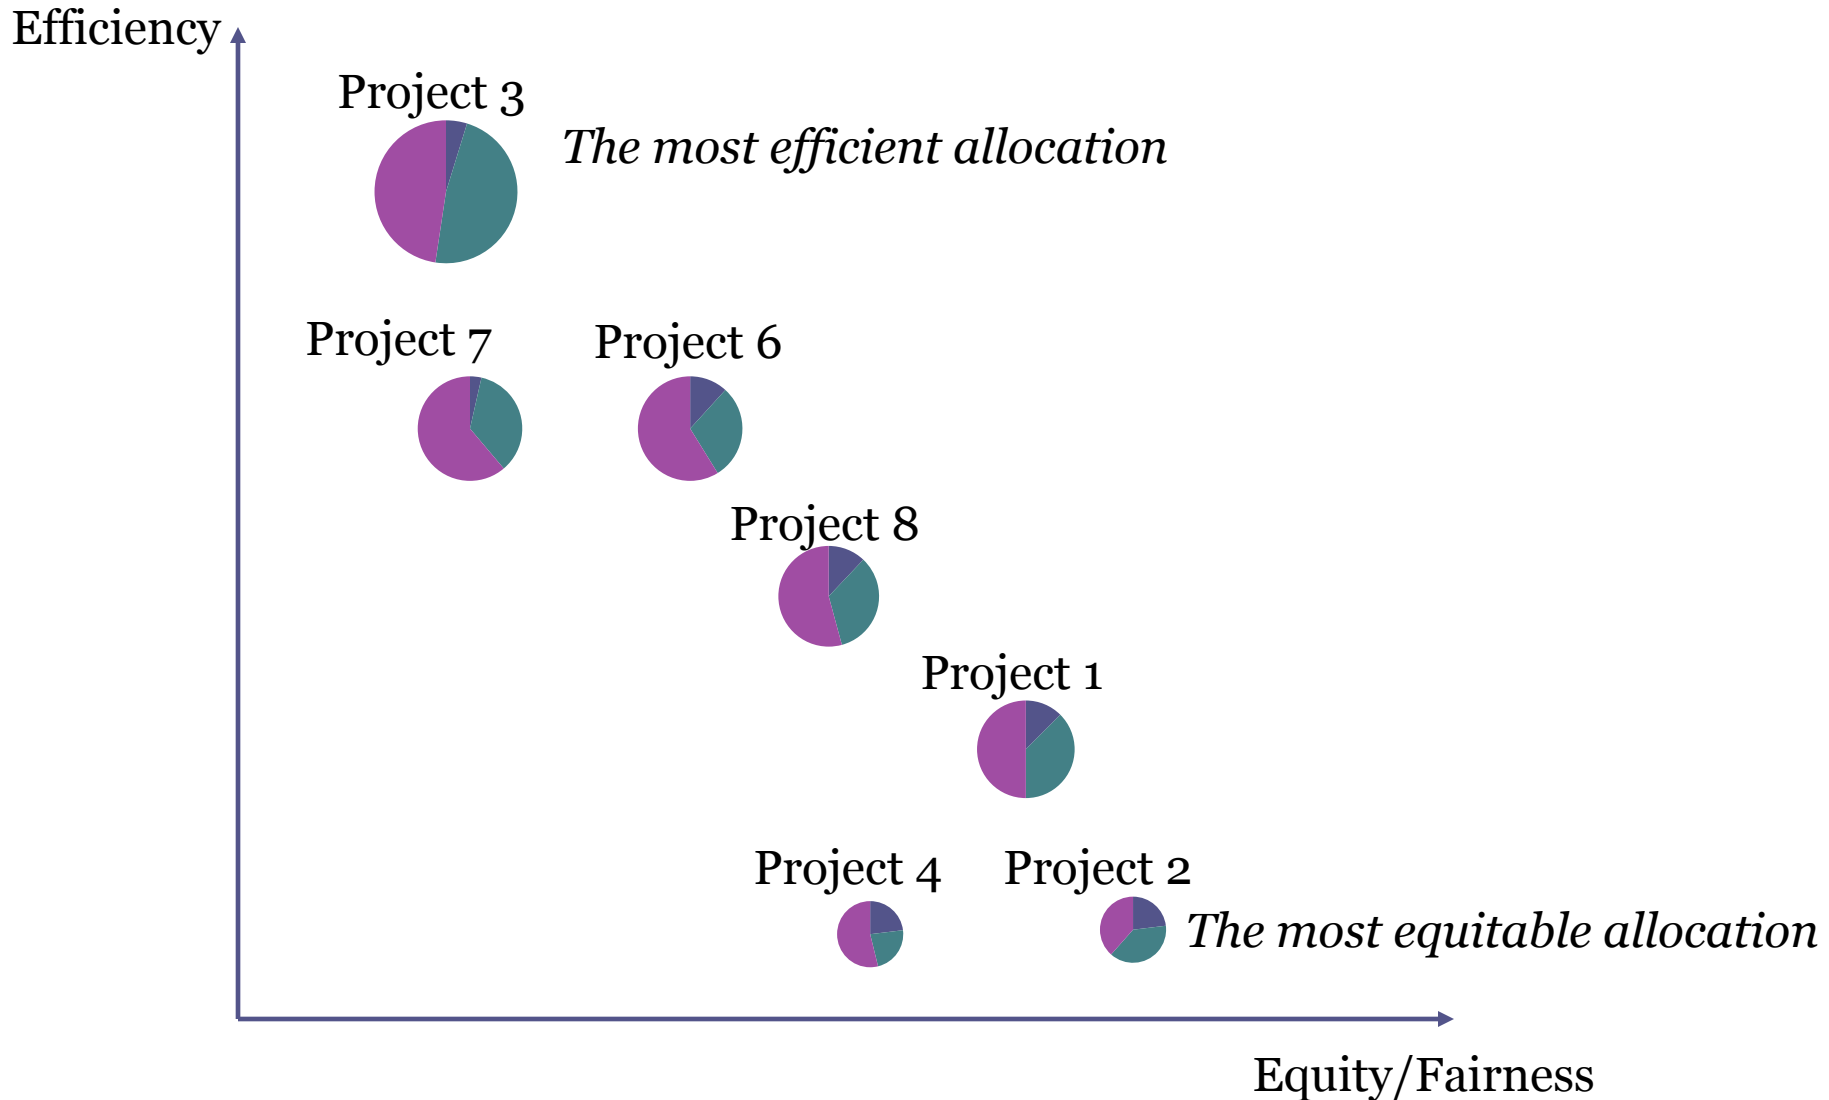 Efficiency
Project 3
The most efficient allocation
Project 7
Project 6
Project 8
Project 1
Project 4
Project 2
The most equitable allocation
Equity/Fairness